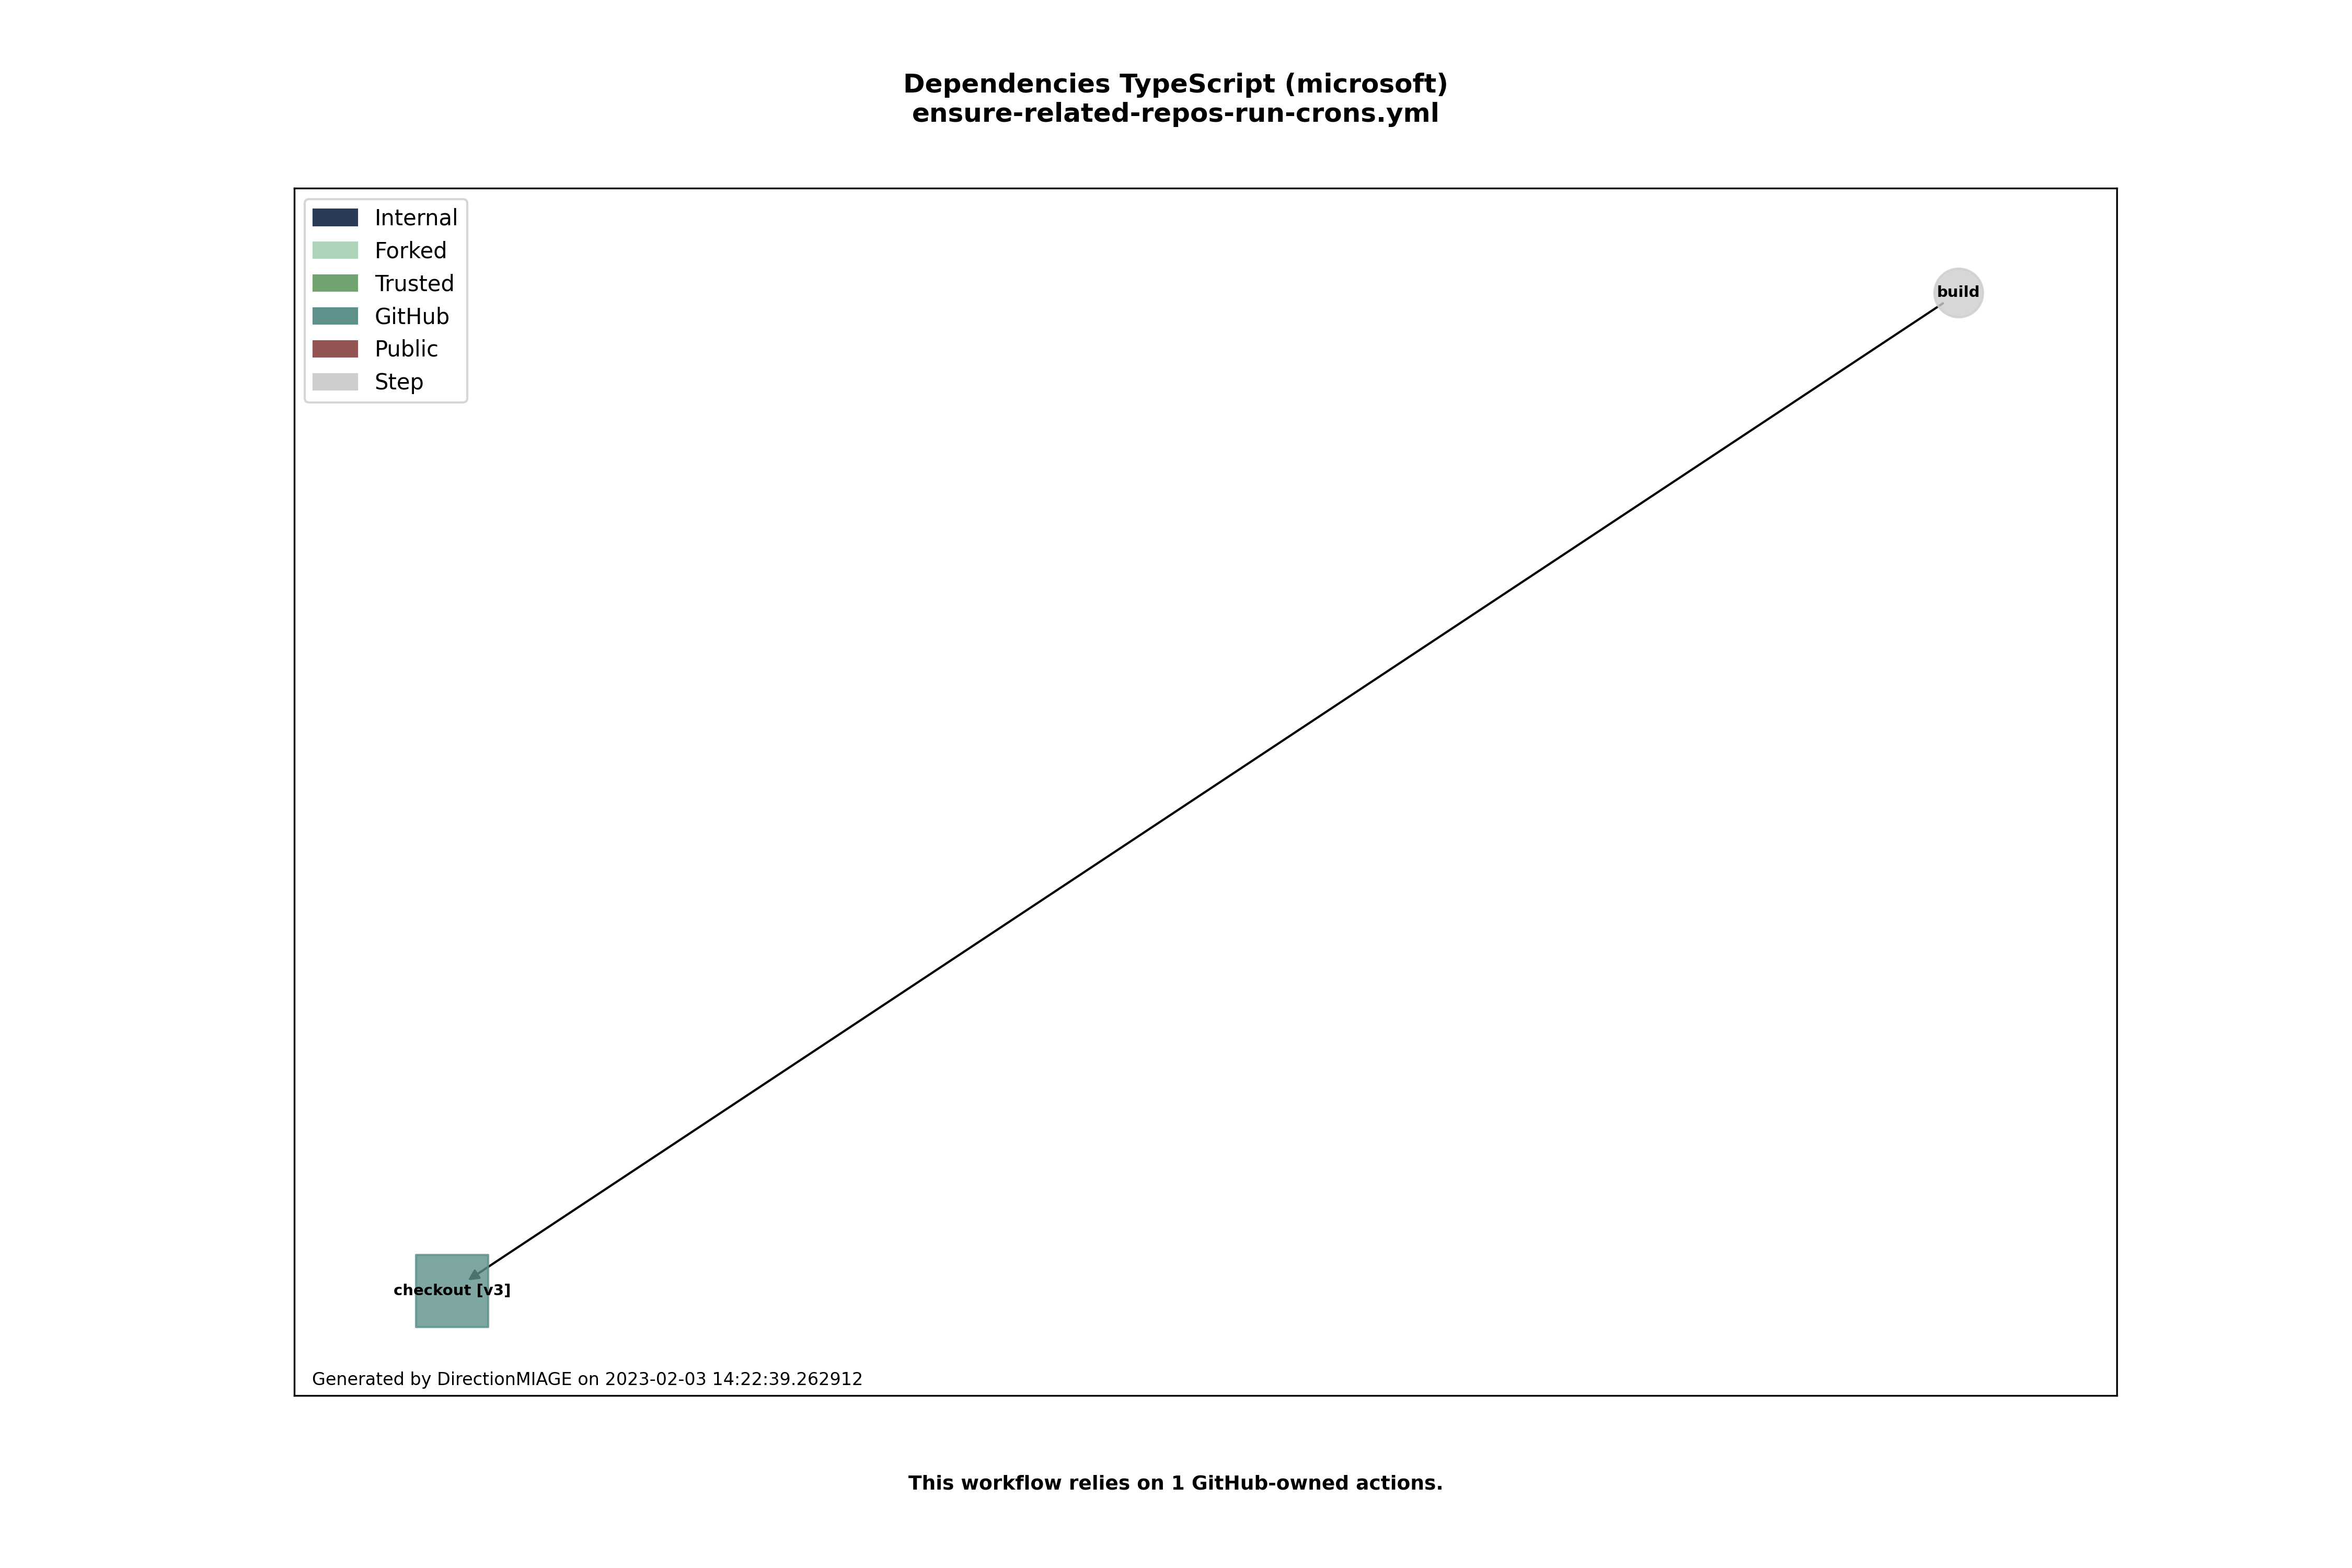 Dependencies TypeScript (microsoft)
ensure-related-repos-run-crons.yml
Internal
Forked
Trusted
GitHub
Public
Step
build
checkout [v3]
Generated by DirectionMIAGE on 2023-02-03 14:22:39.262912
This workflow relies on 1 GitHub-owned actions.